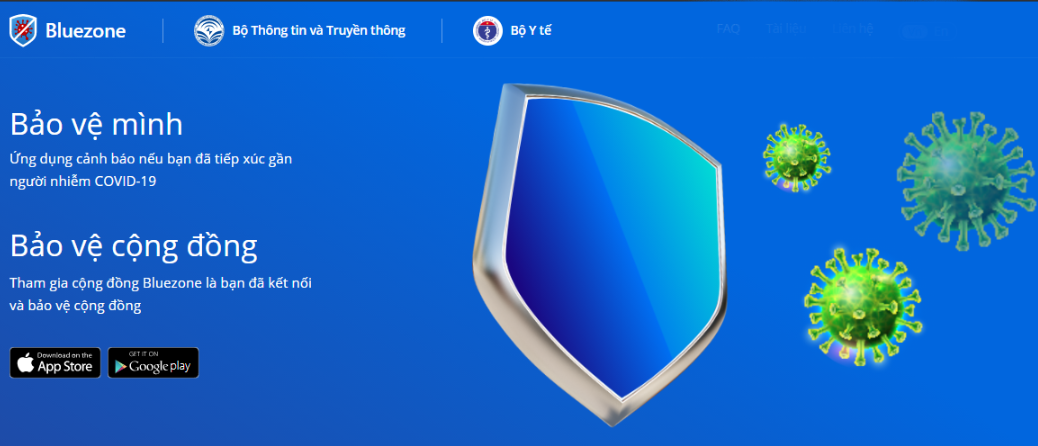 Bluezone
Bộ Thông tin và Truyền thông
Bộ Y tế
FAQ
Tài liệu
Liên hệ
Bảo vệ mình
Ứng dụng cảnh báo nếu bạn đã tiếp xúc gần
người nhiễm COVID-19
Bảo vệ cộng đồng
Tham gia cộng đồng Bluezone là bạn đã kết nối
và bảo vệ cộng đồng
Download on the
App Store
GET IT ON
Google play